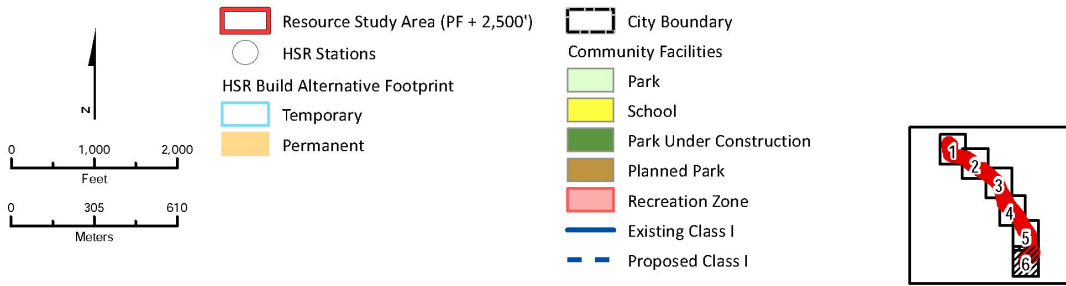 N
0 1,000 2,000
Feet
0 305 610
Meters
Resource Study Area (PF + 2,500')
HSR Stations
HSR Build Alternative Footprint
Temporary
Permanent
City Boundary
Community Facilities
Park
School
Park Under Construction
Planned Park
Recreation Zone
Existing Class I
Proposed Class I
1
2
3
4
5
6